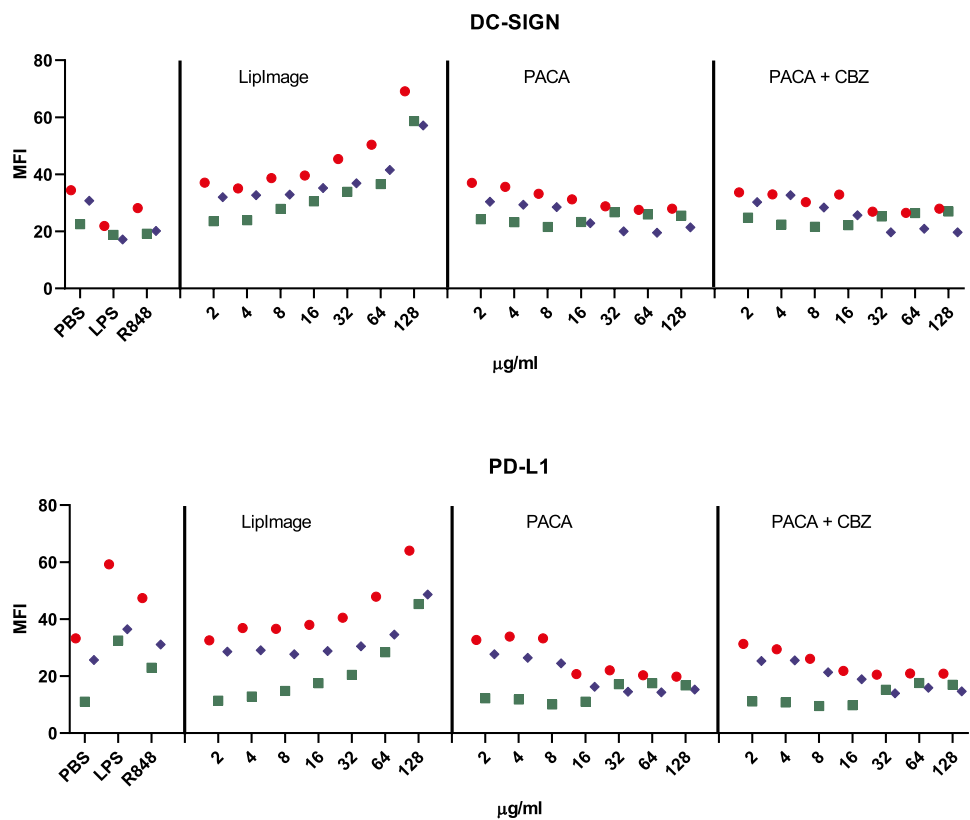 DC-SIGN
80
60
40
20
0
MFI
LipImage
PACA
PACA + CBZ
PBS LPS R848 2 4 8 16 32 64 128 2 4 8 16 32 64 128 2 4 8 16 32 64 128
μg/ml
PD-L1
80
60
40
20
0
MFI
LipImage
PACA
PACA + CBZ
PBS LPS R848 2 4 8 16 32 64 128 2 4 8 16 32 64 128 2 4 8 16 32 64 128
μg/ml